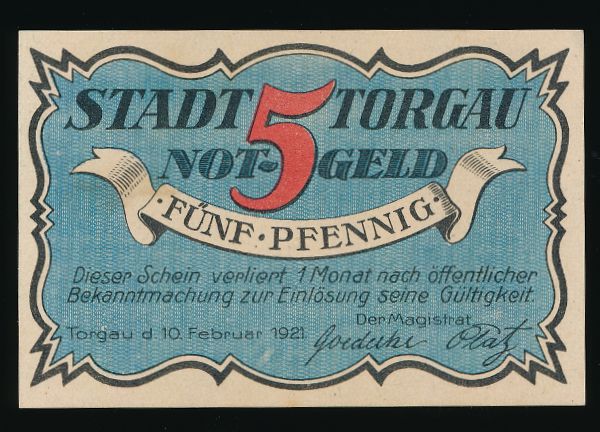 STADT 5 TORGAU
NOT-GELD
·FÜNF·PFENNIG·
Dieser Schein verliert 1 Monat nach öffentlicher
Bekanntmachung zur Einlösung seine Gültigkeit.
Der Magistrat
Torgau d. 10. Februar 1921